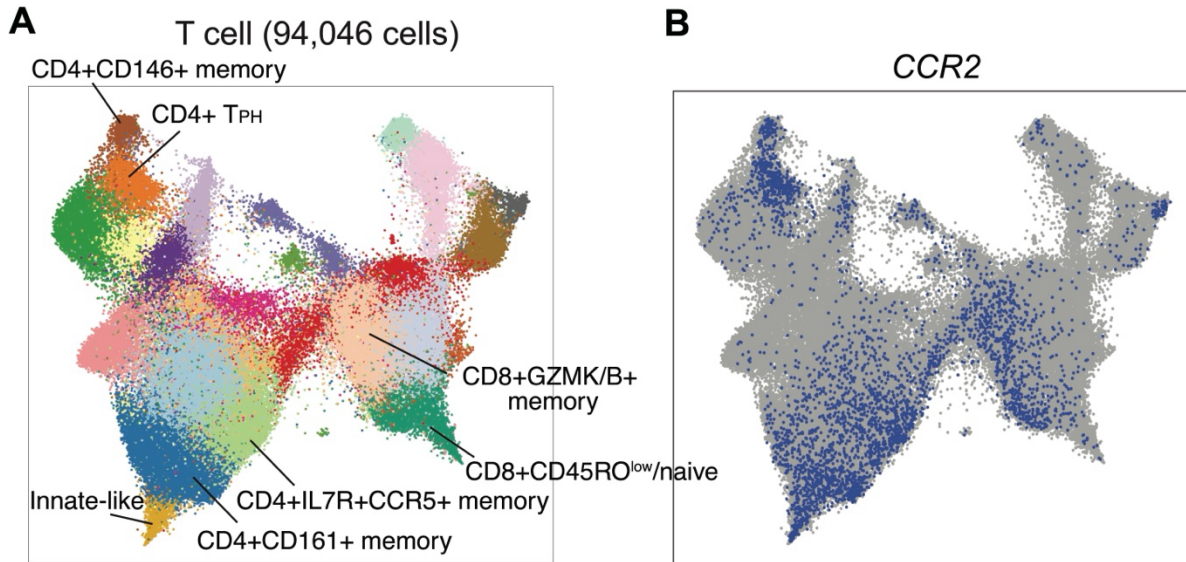 A
T cell (94,046 cells)
CD4+CD146+ memory
CD4+ TPH
CD8+GZMK/B+
memory
CD8+CD45ROlow/naive
Innate-like
CD4+IL7R+CCR5+ memory
CD4+CD161+ memory
B
CCR2